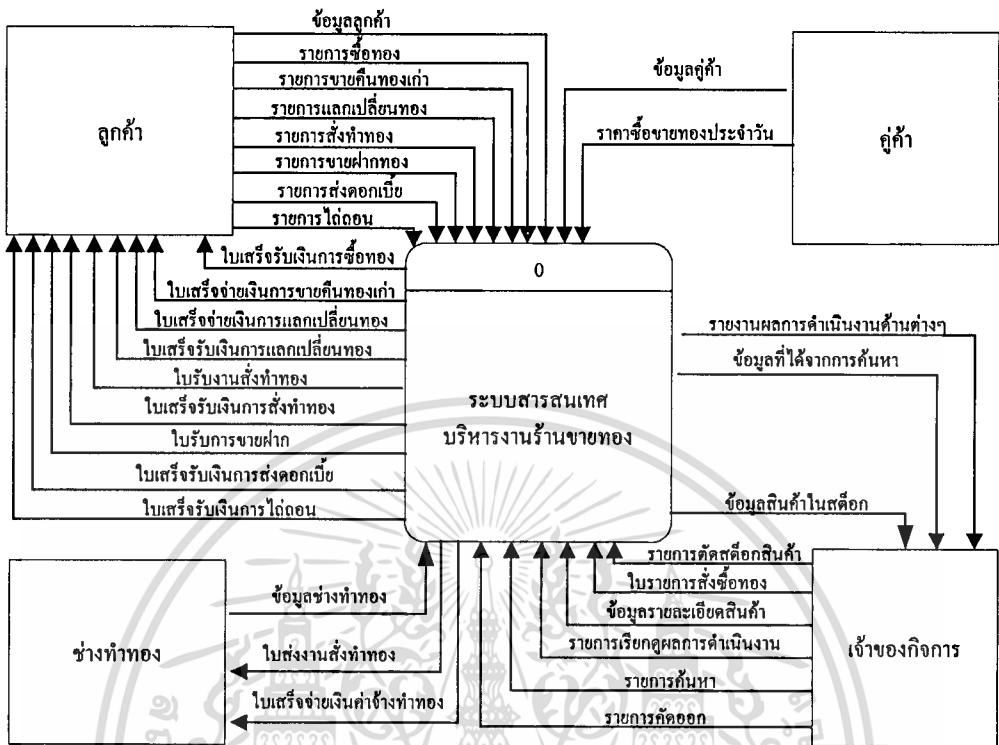 ลูกค้า
ข้อมูลลูกค้า
รายการซื้อทอง
รายการขายคืนทองเก่า
รายการแลกเปลี่ยนทอง
รายการสั่งทำทอง
รายการขายฝากทอง
รายการส่งดอกเบี้ย
รายการไถ่ถอน
ข้อมูลคู่ค้า
ราคาซื้อขายทองประจำวัน
คู่ค้า
ใบเสร็จรับเงินการซื้อทอง
ใบเสร็จจ่ายเงินการขายคืนทองเก่า
ใบเสร็จจ่ายเงินการแลกเปลี่ยนทอง
ใบเสร็จรับเงินการแลกเปลี่ยนทอง
ใบรับงานสั่งทำทอง
ใบเสร็จรับเงินการสั่งทำทอง
ใบรับการขายฝาก
ใบเสร็จรับเงินการส่งดอกเบี้ย
ใบเสร็จรับเงินการไถ่ถอน
0
ระบบสารสนเทศ
บริหารงานร้านขายทอง
รายงานผลการดำเนินงานด้านต่างๆ
ข้อมูลที่ได้จากการค้นหา
ข้อมูลสินค้าในสต็อก
ช่างทำทอง
ข้อมูลช่างทำทอง
ใบส่งงานสั่งทำทอง
ใบเสร็จจ่ายเงินค่าจ้างทำทอง
รายการตัดสต็อกสินค้า
ใบรายการสั่งซื้อทอง
ข้อมูลรายละเอียดสินค้า
รายการเรียกดูผลการดำเนินงาน
รายการค้นหา
รายการคัดออก
เจ้าของกิจการ